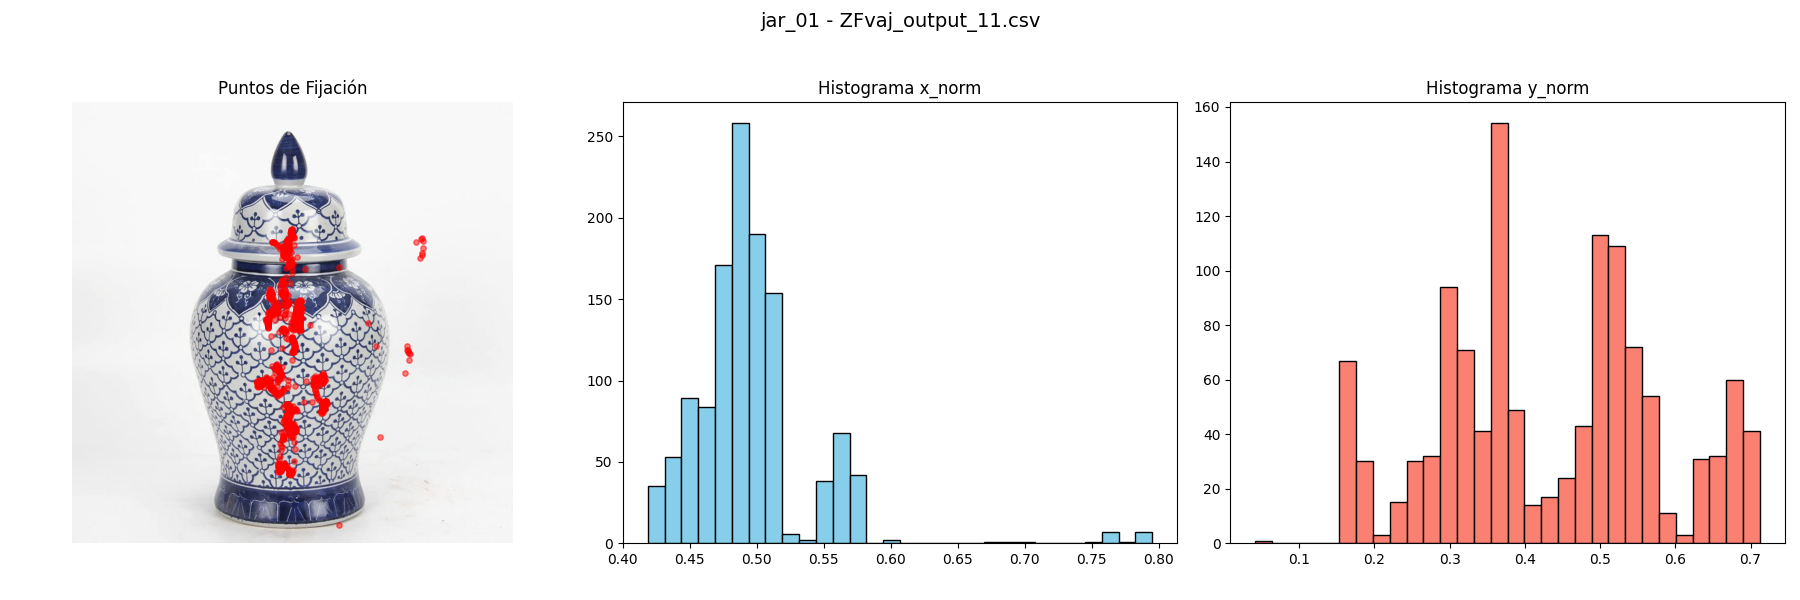 jar_01 - ZFvaj_output_11.csv
Puntos de Fijación
Histograma x_norm
250
200
150
100
50
0
0.40 0.45 0.50 0.55 0.60 0.65 0.70 0.75 0.80
Histograma y_norm
160
140
120
100
80
60
40
20
0
0.1 0.2 0.3 0.4 0.5 0.6 0.7